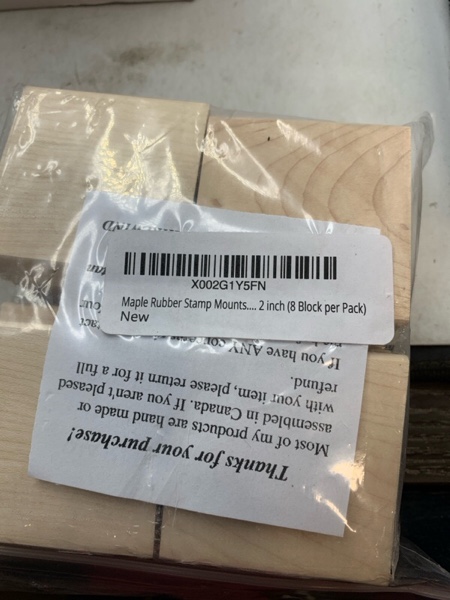 X002G1Y5FN
Maple Rubber Stamp Mounts.... 2 inch (8 Block per Pack)
New
Thanks for your purchase!
Most of my products are hand made or
assembled in Canada. If you aren't pleased
with your item, please return it for a full
refund.
If you have ANY